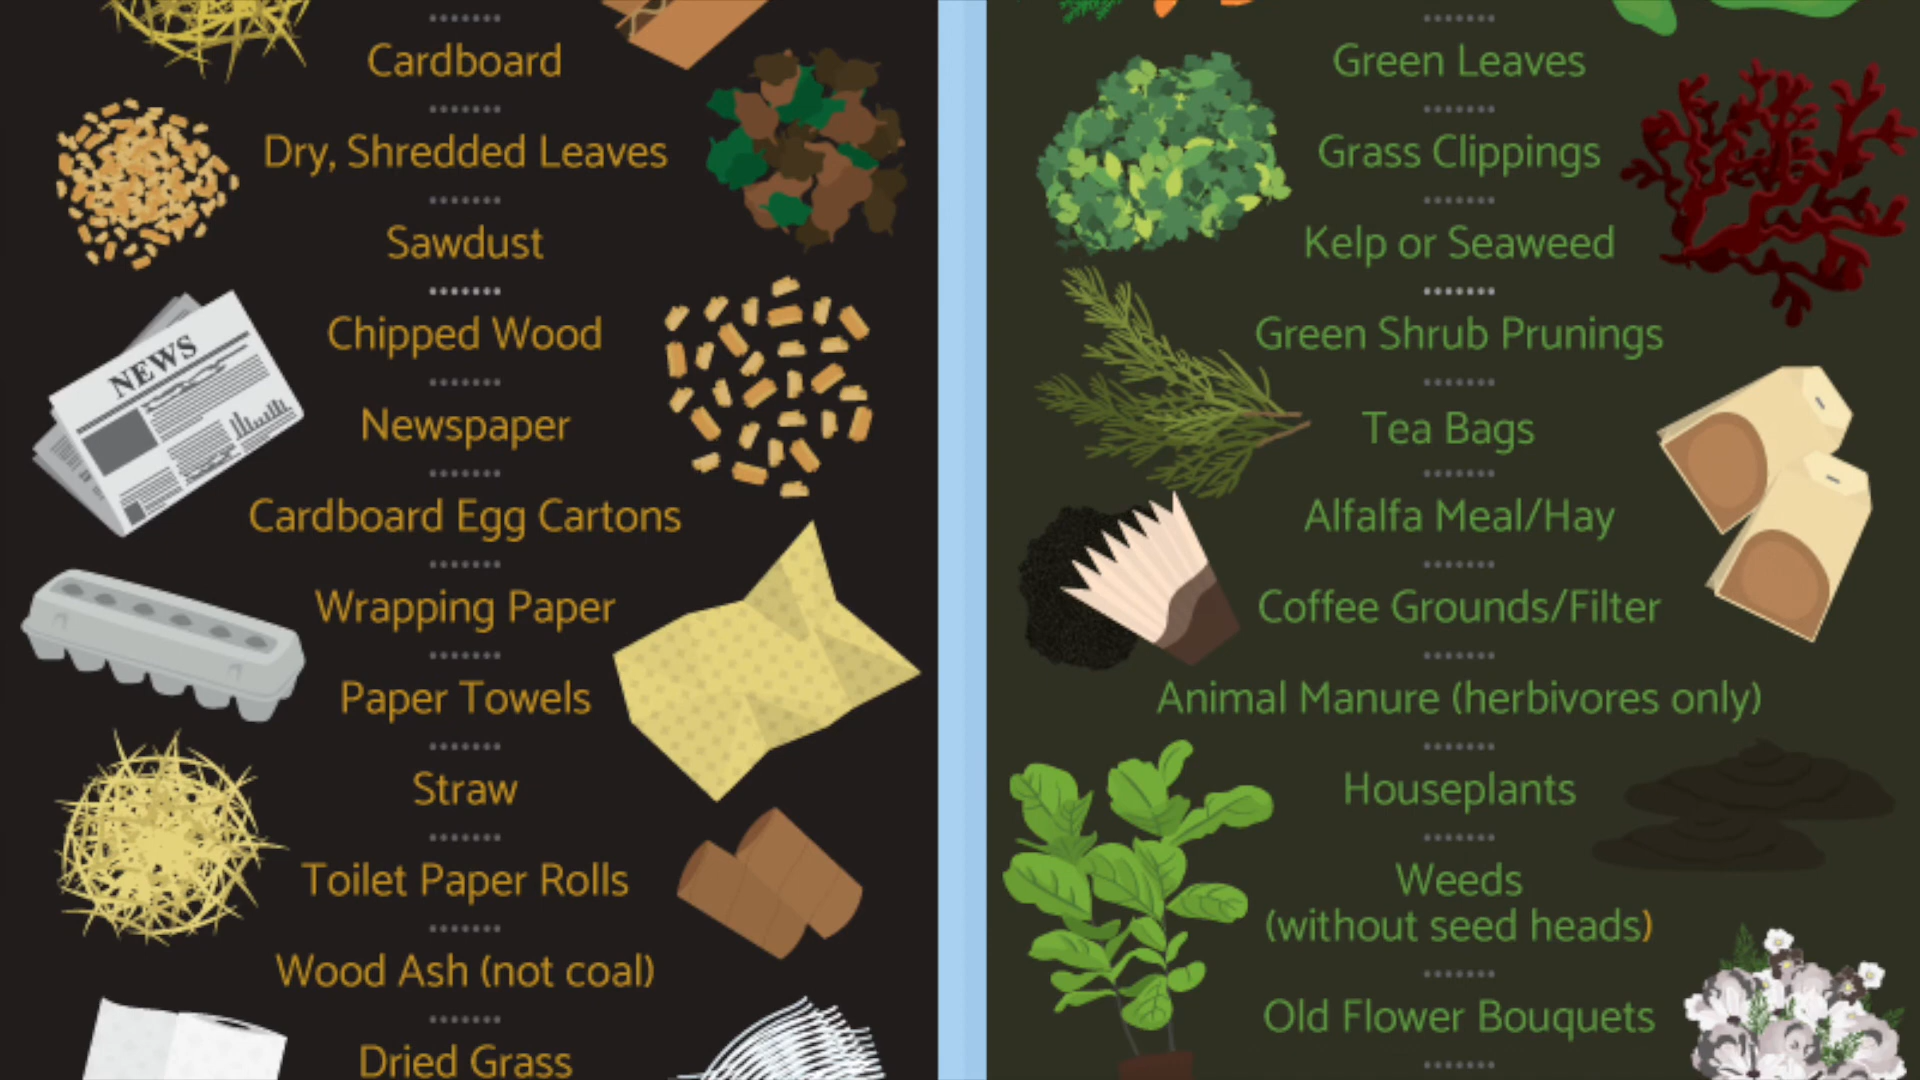 Cardboard
Dry, Shredded Leaves
Sawdust
Chipped Wood
NEWS
Newspaper
Cardboard Egg Cartons
Wrapping Paper
Paper Towels
Straw
Toilet Paper Rolls
Wood Ash (not coal)
Dried Grass
Green Leaves
Grass Clippings
Kelp or Seaweed
Green Shrub Prunings
Tea Bags
Alfalfa Meal/Hay
Coffee Grounds/Filter
Animal Manure (herbivores only)
Houseplants
Weeds
(without seed heads)
Old Flower Bouquets